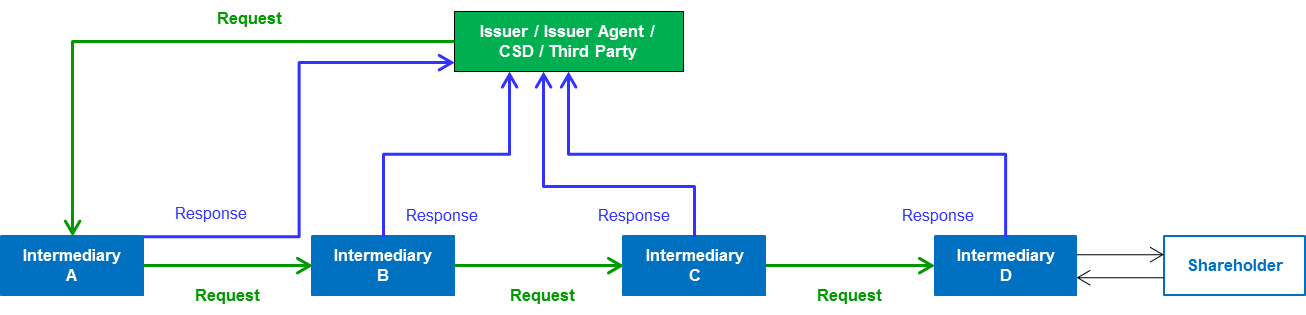 Request
Issuer / Issuer Agent /
CSD / Third Party
Response
Response
Response
Response
Intermediary
A
Intermediary
B
Intermediary
C
Intermediary
D
Shareholder
Request
Request
Request